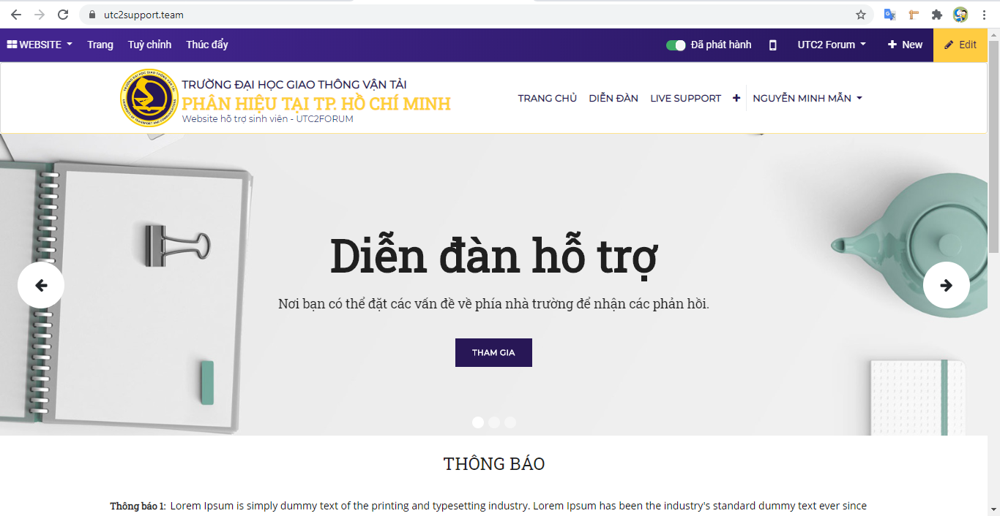 utc2support.team
WEBSITE Trang Tuỳ chỉnh Thúc đẩy Đã phát hành UTC2 Forum New Edit
TRƯỜNG ĐẠI HỌC GIAO THÔNG VẬN TẢI
PHÂN HIỆU TẠI TP. HỒ CHÍ MINH
Website hỗ trợ sinh viên - UTC2FORUM
TRANG CHỦ DIỄN ĐÀN LIVE SUPPORT NGUYỄN MINH MẪN
Diễn đàn hỗ trợ
Nơi bạn có thể đặt các vấn đề về phía nhà trường để nhận các phản hồi.
THAM GIA
THÔNG BÁO
Thông báo 1: Lorem Ipsum is simply dummy text of the printing and typesetting industry. Lorem Ipsum has been the industry's standard dummy text ever since